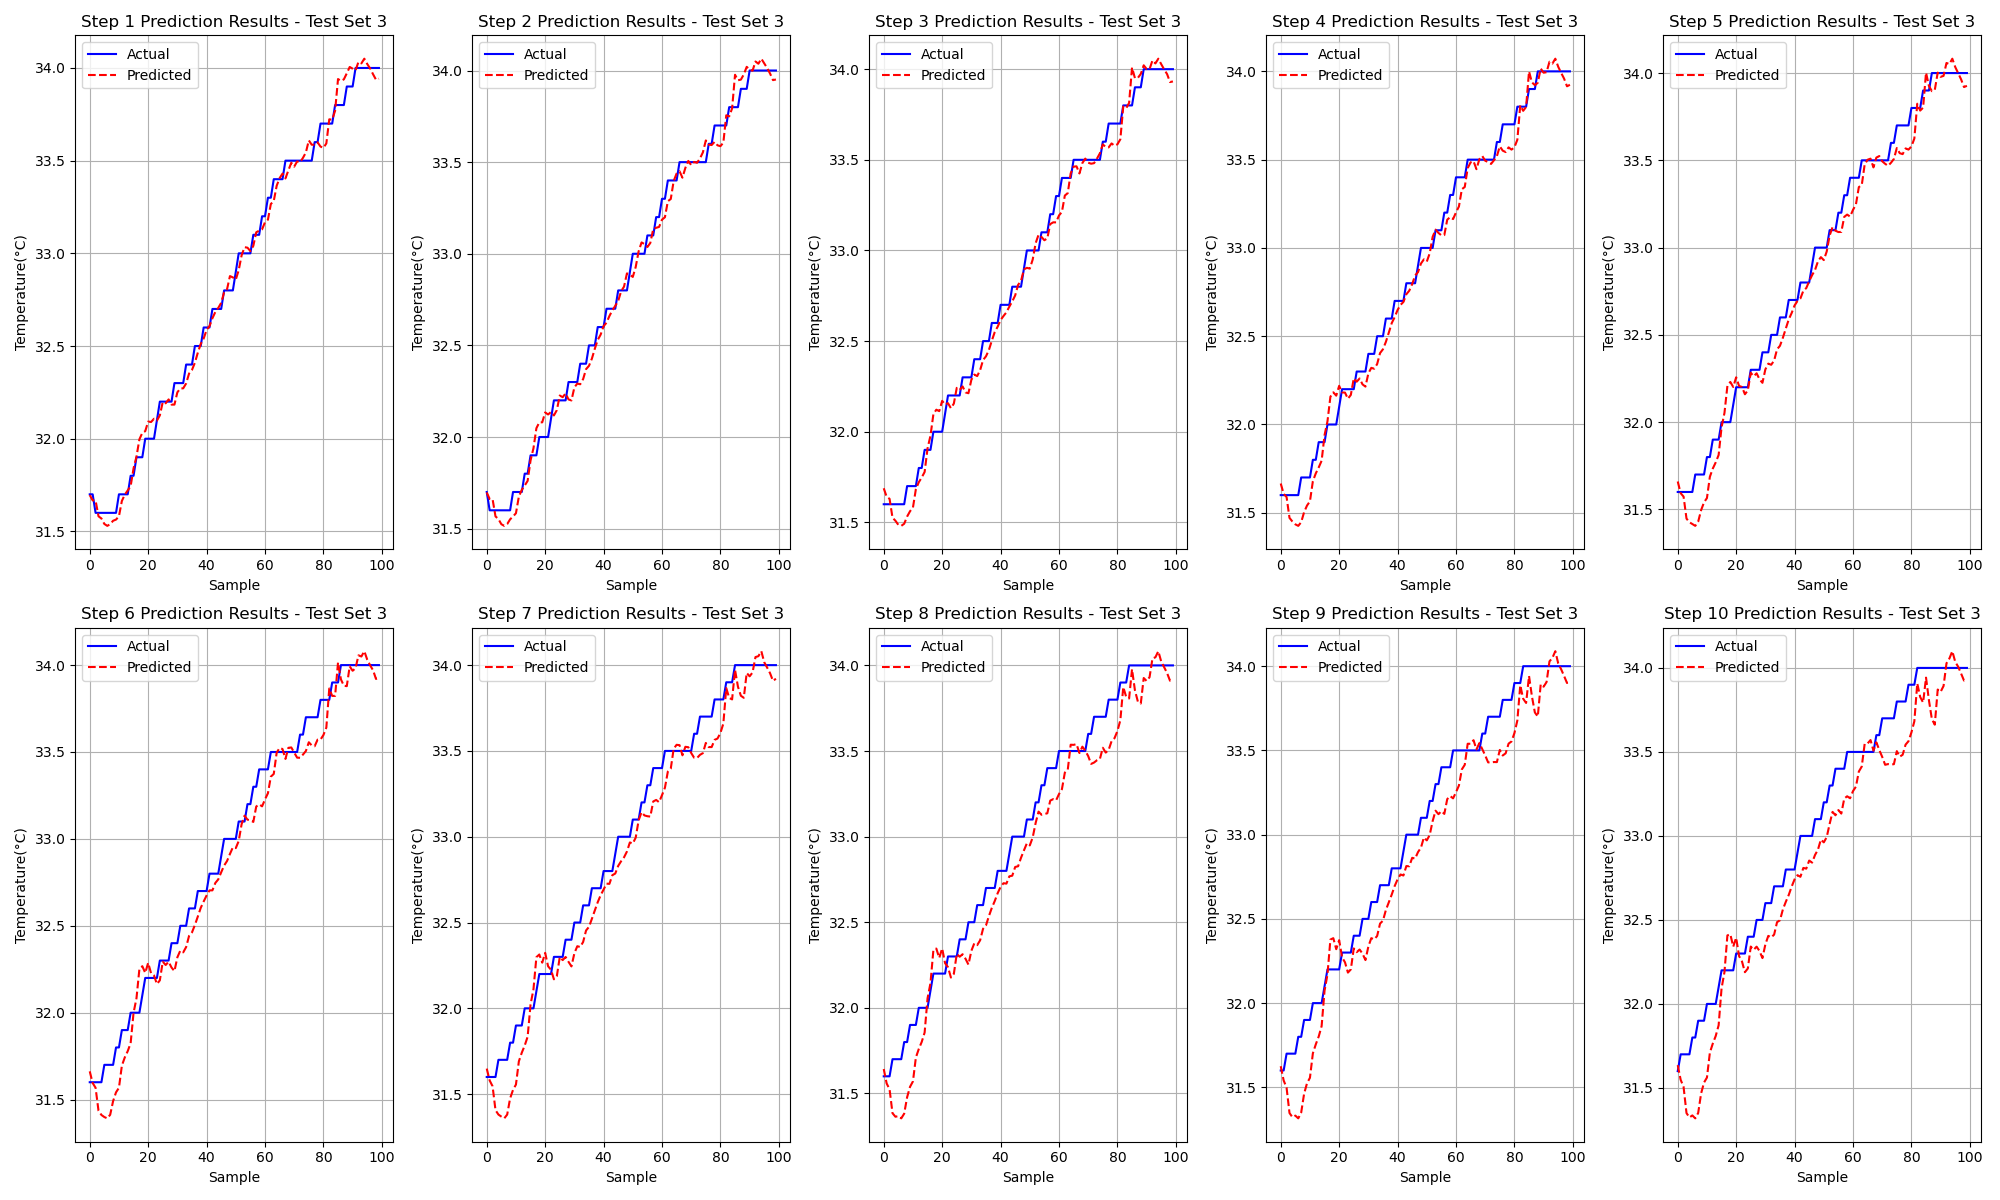 Step 1 Prediction Results - Test Set 3
Actual
Predicted
34.0
33.5
33.0
32.5
32.0
31.5
Temperature(°C)
0 20 40 60 80 100
Sample
Step 2 Prediction Results - Test Set 3
Actual
Predicted
34.0
33.5
33.0
32.5
32.0
31.5
Temperature(°C)
0 20 40 60 80 100
Sample
Step 3 Prediction Results - Test Set 3
Actual
Predicted
34.0
33.5
33.0
32.5
32.0
31.5
Temperature(°C)
0 20 40 60 80 100
Sample
Step 4 Prediction Results - Test Set 3
Actual
Predicted
34.0
33.5
33.0
32.5
32.0
31.5
Temperature(°C)
0 20 40 60 80 100
Sample
Step 5 Prediction Results - Test Set 3
Actual
Predicted
34.0
33.5
33.0
32.5
32.0
31.5
Temperature(°C)
0 20 40 60 80 100
Sample
Step 6 Prediction Results - Test Set 3
Actual
Predicted
34.0
33.5
33.0
32.5
32.0
31.5
Temperature(°C)
0 20 40 60 80 100
Sample
Step 7 Prediction Results - Test Set 3
Actual
Predicted
34.0
33.5
33.0
32.5
32.0
31.5
Temperature(°C)
0 20 40 60 80 100
Sample
Step 8 Prediction Results - Test Set 3
Actual
Predicted
34.0
33.5
33.0
32.5
32.0
31.5
Temperature(°C)
0 20 40 60 80 100
Sample
Step 9 Prediction Results - Test Set 3
Actual
Predicted
34.0
33.5
33.0
32.5
32.0
31.5
Temperature(°C)
0 20 40 60 80 100
Sample
Step 10 Prediction Results - Test Set 3
Actual
Predicted
34.0
33.5
33.0
32.5
32.0
31.5
Temperature(°C)
0 20 40 60 80 100
Sample